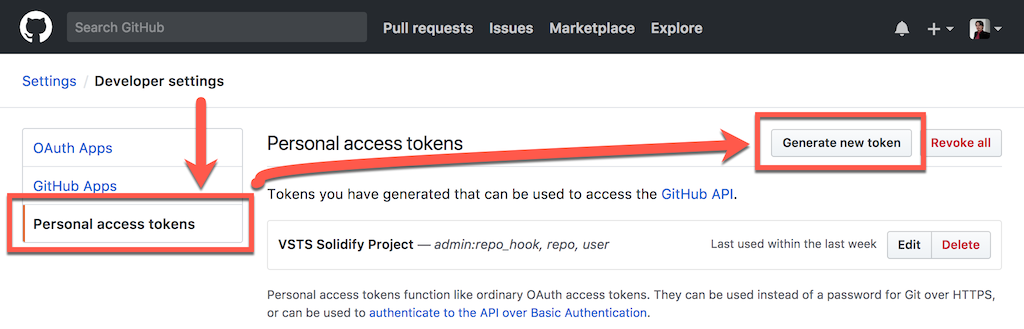 Search GitHub Pull requests Issues Marketplace Explore
Settings / Developer settings
OAuth Apps
GitHub Apps
Personal access tokens
Personal access tokens
Generate new token
Revoke all
Tokens you have generated that can be used to access the GitHub API.
VSTS Solidify Project — admin:repo_hook, repo, user Last used within the last week Edit Delete
Personal access tokens function like ordinary OAuth access tokens. They can be used instead of a password for Git over HTTPS,
or can be used to authenticate to the API over Basic Authentication.